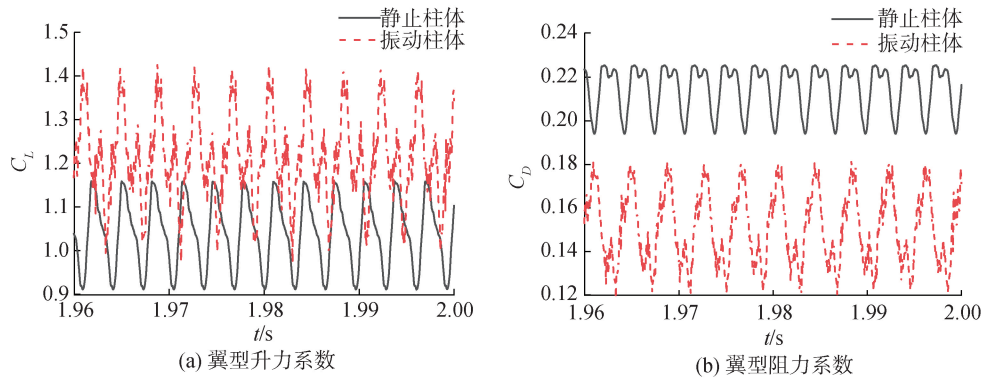 静止柱体
振动柱体
1.5
1.4
1.3
1.2
1.1
1.0
0.9
C_L
1.96 1.97 1.98 1.99 2.00
t/s
(a) 翼型升力系数
静止柱体
振动柱体
0.24
0.22
0.20
0.18
0.16
0.14
0.12
C_D
1.96 1.97 1.98 1.99 2.00
t/s
(b) 翼型阻力系数